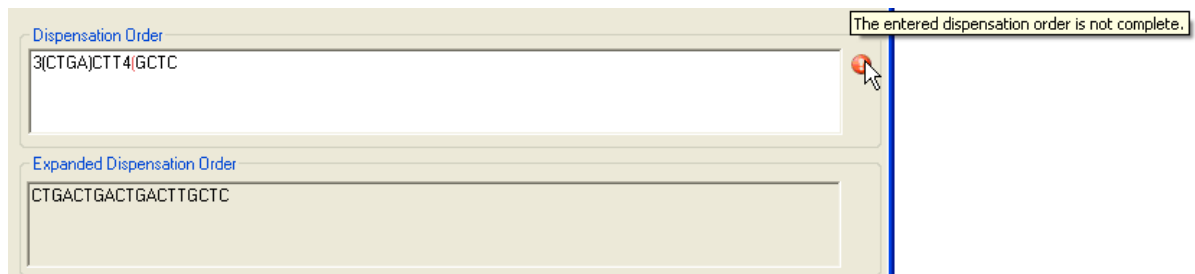 The entered dispensation order is not complete.
Dispensation Order
3(CTGA)CTT4(GCTC
Expanded Dispensation Order
CTGACTGACTGACTTGCTC